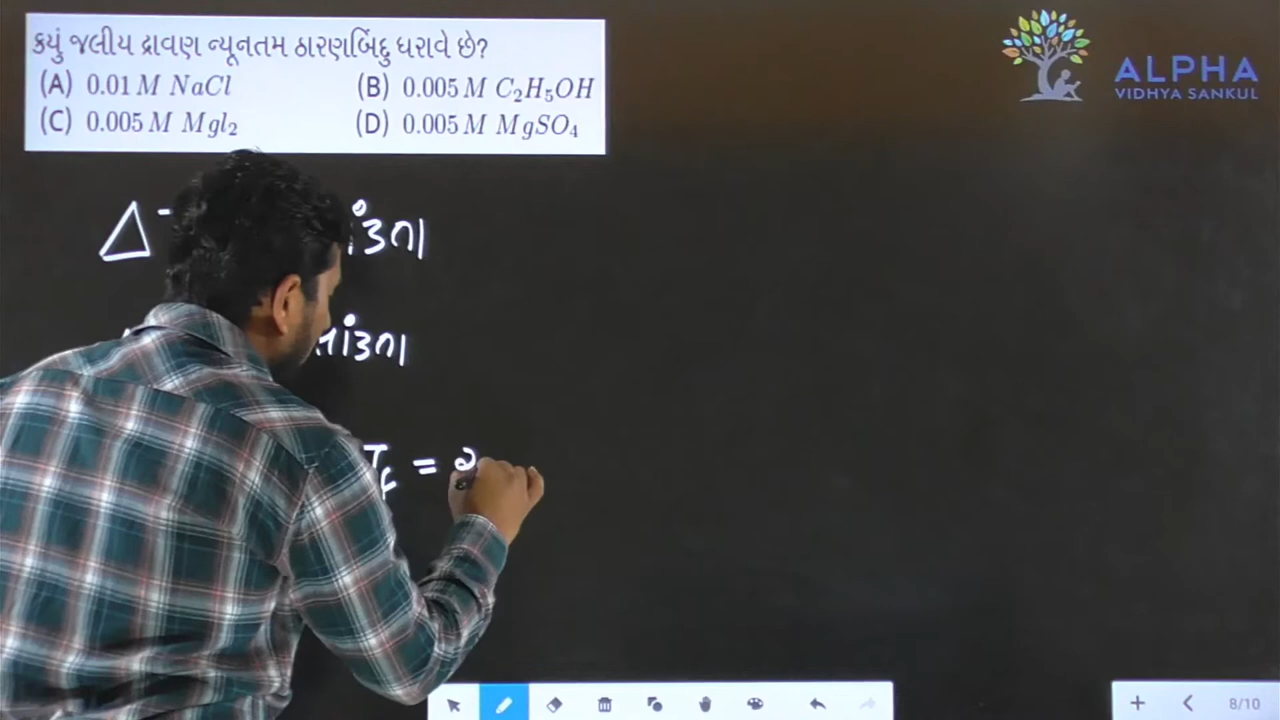 કયું જલીય દ્રાવણ ન્યૂનતમ ઠારણબિંદુ ધરાવે છે?
(A) 0.01 M NaCl (B) 0.005 M C₂H₅OH
(C) 0.005 M MgI₂ (D) 0.005 M MgSO₄
ALPHA
VIDHYA SANKUL
Δ
T_f =
8/10